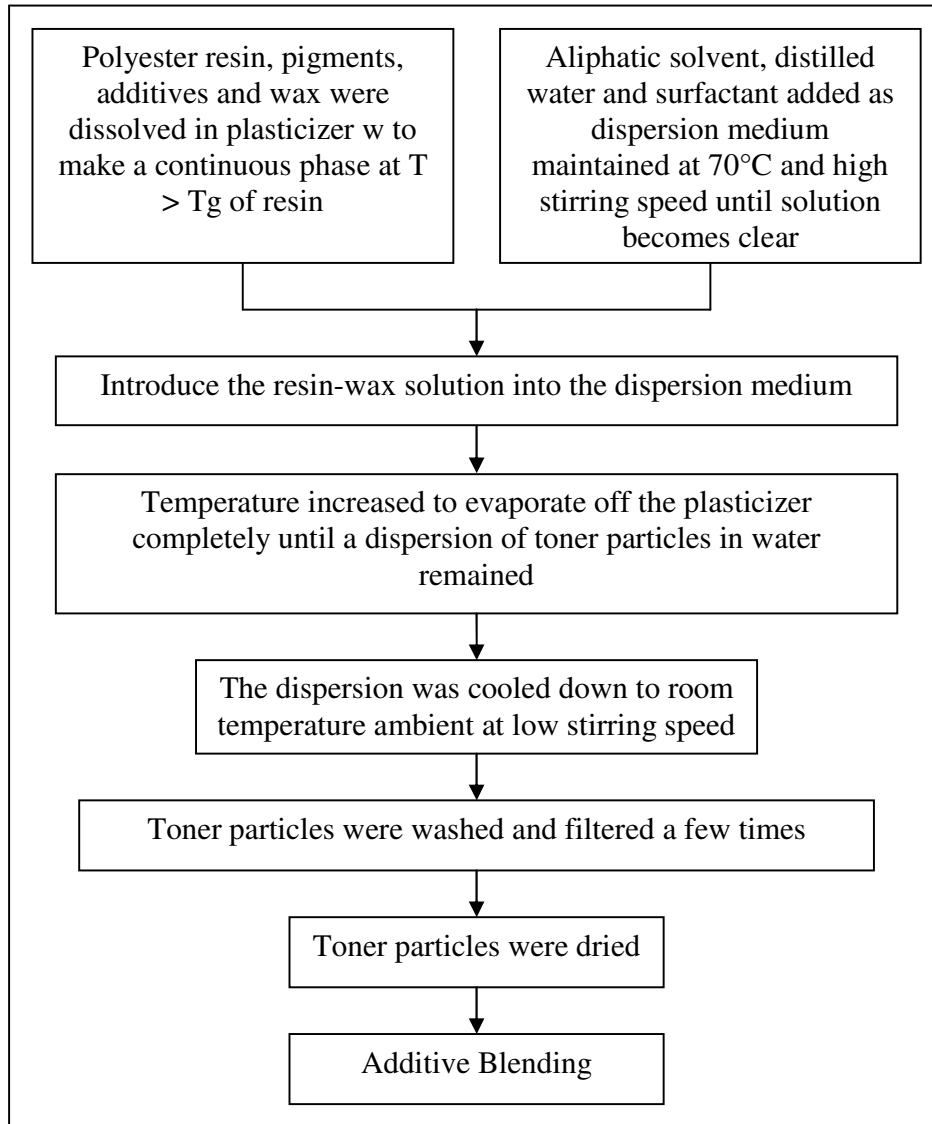 Polyester resin, pigments,
additives and wax were
dissolved in plasticizer w to
make a continuous phase at T
> Tg of resin
Aliphatic solvent, distilled
water and surfactant added as
dispersion medium
maintained at 70°C and high
stirring speed until solution
becomes clear
Introduce the resin-wax solution into the dispersion medium
Temperature increased to evaporate off the plasticizer
completely until a dispersion of toner particles in water
remained
The dispersion was cooled down to room
temperature ambient at low stirring speed
Toner particles were washed and filtered a few times
Toner particles were dried
Additive Blending